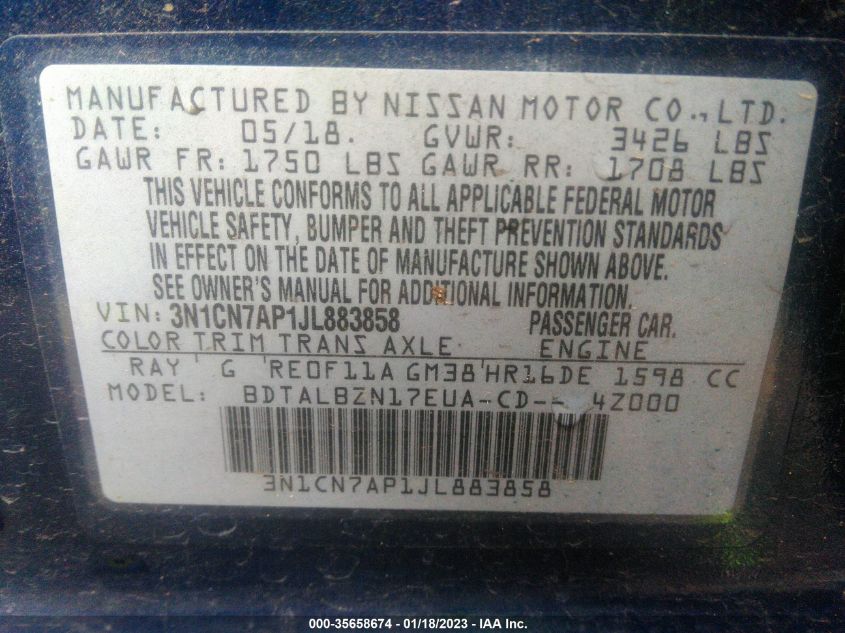 MANUFACTURED BY NISSAN MOTOR CO., LTD.
DATE: 05/18. GVWR: 3426 LBS
GAWR FR: 1750 LBS GAWR RR: 1708 LBS
THIS VEHICLE CONFORMS TO ALL APPLICABLE FEDERAL MOTOR
VEHICLE SAFETY, BUMPER AND THEFT PREVENTION STANDARDS
IN EFFECT ON THE DATE OF MANUFACTURE SHOWN ABOVE.
SEE OWNER'S MANUAL FOR ADDITIONAL INFORMATION.
VIN: 3N1CN7AP1JL883858 PASSENGER CAR.
COLOR TRIM TRANS AXLE ENGINE
RAY ' G 'RE0F11A GM38'HR16DE 1598 CC
MODEL: BDTALBZN17EUA-CD-- 4Z000
3N1CN7AP1JL883858
000-35658674 - 01/18/2023 - IAA Inc.